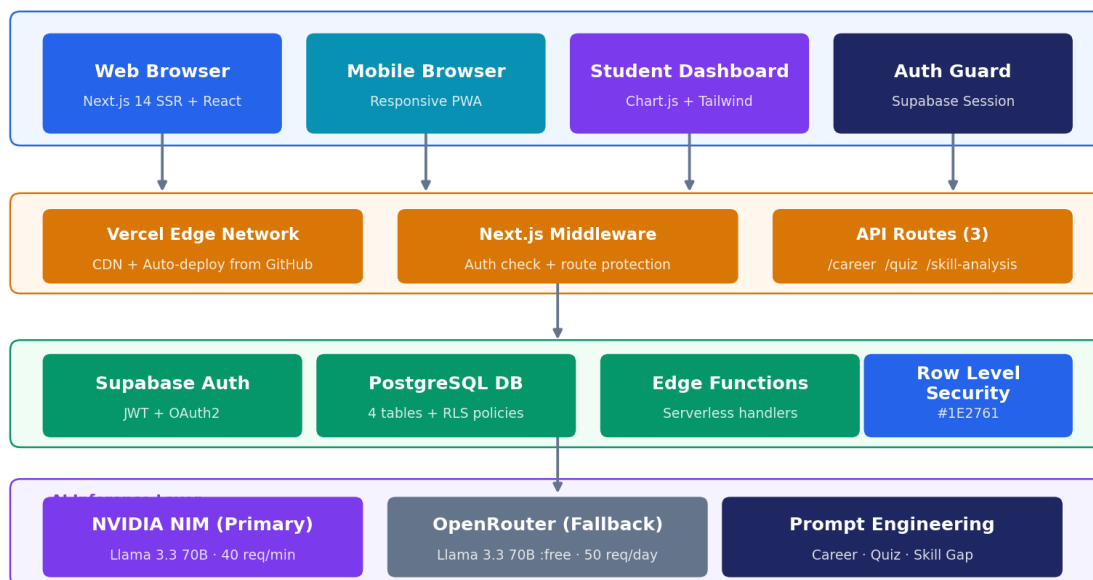 Web Browser
Next.js 14 SSR + React
Mobile Browser
Responsive PWA
Student Dashboard
Chart.js + Tailwind
Auth Guard
Supabase Session
Vercel Edge Network
CDN + Auto-deploy from GitHub
Next.js Middleware
Auth check + route protection
API Routes (3)
/career /quiz /skill-analysis
Supabase Auth
JWT + OAuth2
PostgreSQL DB
4 tables + RLS policies
Edge Functions
Serverless handlers
Row Level
Security
#1E2761
AI Inference Layer
NVIDIA NIM (Primary)
Llama 3.3 70B · 40 req/min
OpenRouter (Fallback)
Llama 3.3 70B :free · 50 req/day
Prompt Engineering
Career · Quiz · Skill Gap